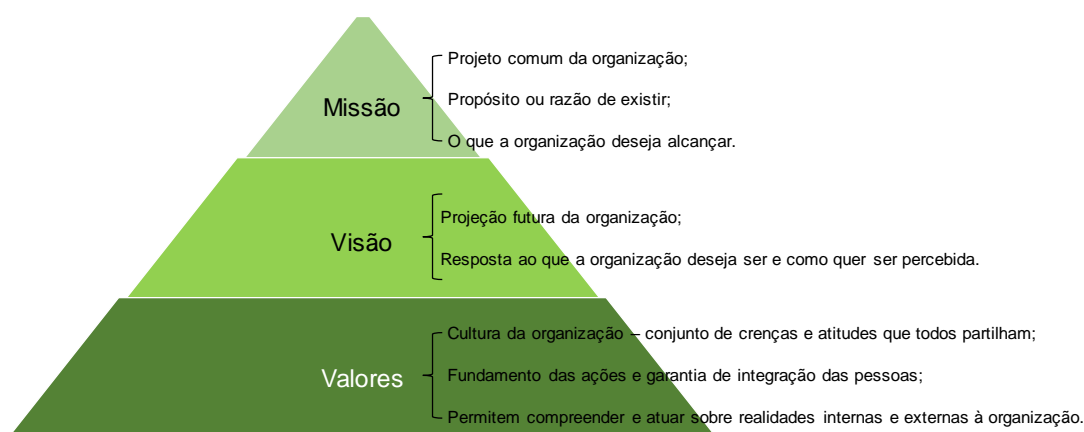 Missão
Projeto comum da organização;
Propósito ou razão de existir;
O que a organização deseja alcançar.
Visão
Projeção futura da organização;
Resposta ao que a organização deseja ser e como quer ser percebida.
Valores
Cultura da organização – conjunto de crenças e atitudes que todos partilham;
Fundamento das ações e garantia de integração das pessoas;
Permitem compreender e atuar sobre realidades internas e externas à organização.